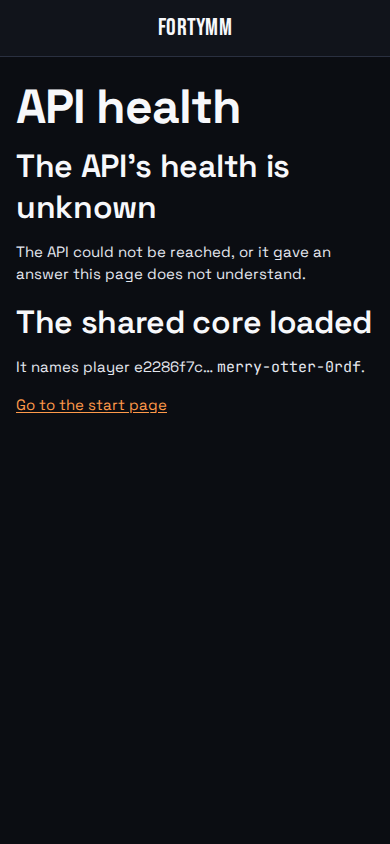 FORTYMM
API health
The API's health is
unknown
The API could not be reached, or it gave an
answer this page does not understand.
The shared core loaded
It names player e2286f7c… merry-otter-0rdf.
Go to the start page